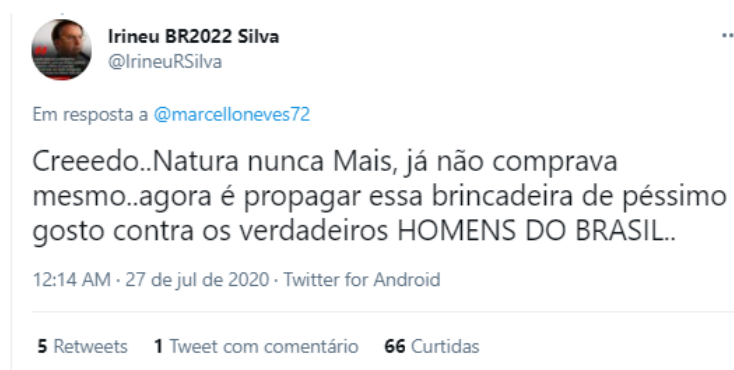 Irineu BR2022 Silva
@IrineuRSilva
Em resposta a @marcelloneves72
Creeedo..Natura nunca Mais, já não comprava
mesmo..agora é propagar essa brincadeira de péssimo
gosto contra os verdadeiros HOMENS DO BRASIL..
12:14 AM · 27 de jul de 2020 · Twitter for Android
5 Retweets 1 Tweet com comentário 66 Curtidas